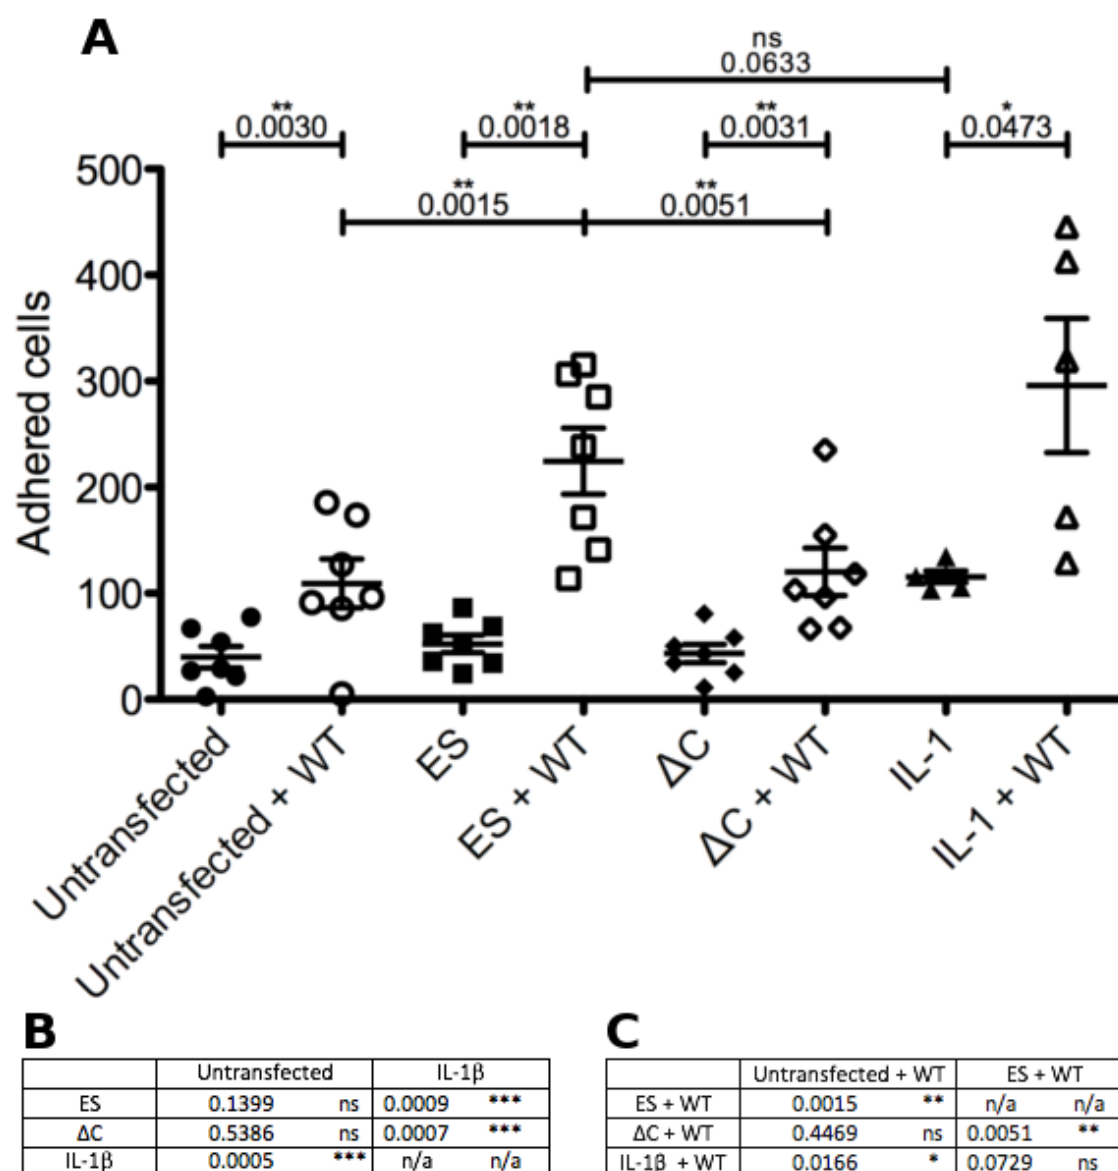 A
ns
0.0633
** ** ** *
0.0030 0.0018 0.0031 0.0473
** **
0.0015 0.0051
500
400
300
200
100
0
Adhered cells
Untransfected
Untransfected + WT
ES
ES + WT
ΔC
ΔC + WT
IL-1
IL-1 + WT
B
Untransfected IL-1β
ES 0.1399 ns 0.0009 ***
ΔC 0.5386 ns 0.0007 ***
IL-1β 0.0005 *** n/a n/a
C
Untransfected + WT ES + WT
ES + WT 0.0015 ** n/a n/a
ΔC + WT 0.4469 ns 0.0051 **
IL-1β + WT 0.0166 * 0.0729 ns